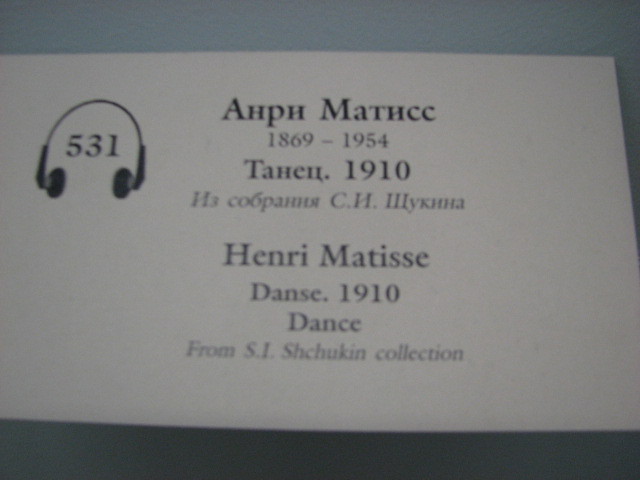 531
Анри Матисс
1869 – 1954
Танец. 1910
Из собрания С.И. Щукина
Henri Matisse
Danse. 1910
Dance
From S.I. Shchukin collection